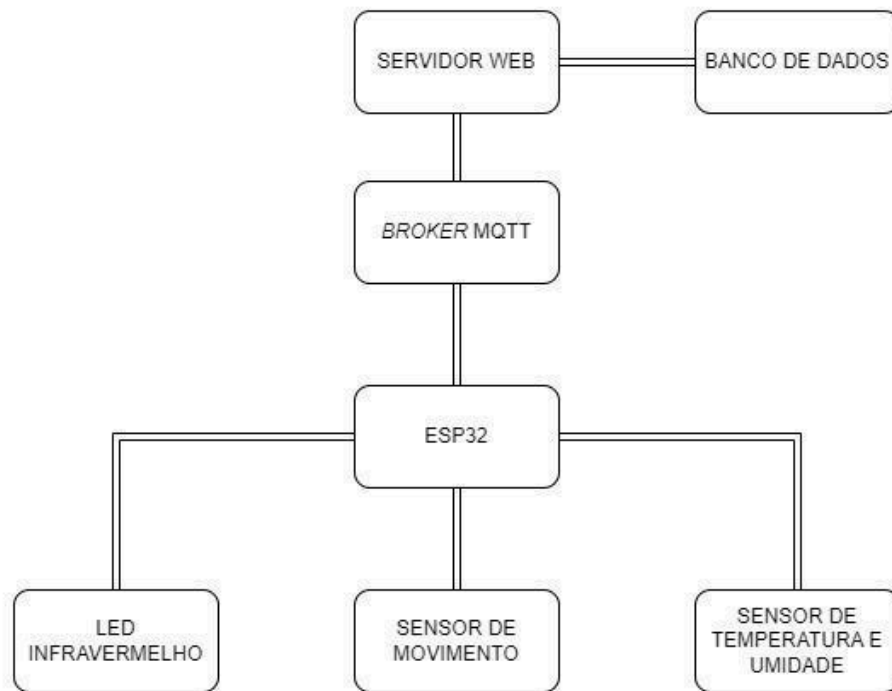 SERVIDOR WEB
BANCO DE DADOS
BROKER MQTT
ESP32
LED
INFRAVERMELHO
SENSOR DE
MOVIMENTO
SENSOR DE
TEMPERATURA E
UMIDADE